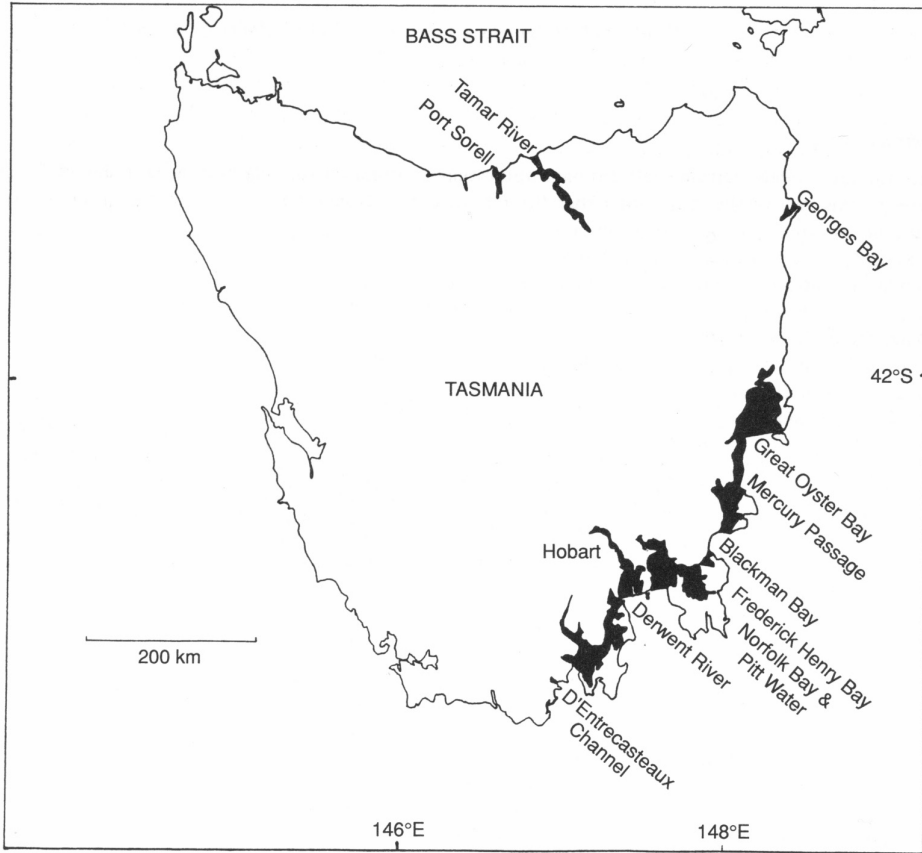 BASS STRAIT
Tamar River
Port Sorell
Georges Bay
42°S
TASMANIA
Great Oyster Bay
Mercury Passage
Hobart
Blackman Bay
Frederick Henry Bay
Norfolk Bay &
Pitt Water
Derwent River
D'Entrecasteaux
Channel
200 km
146°E
148°E